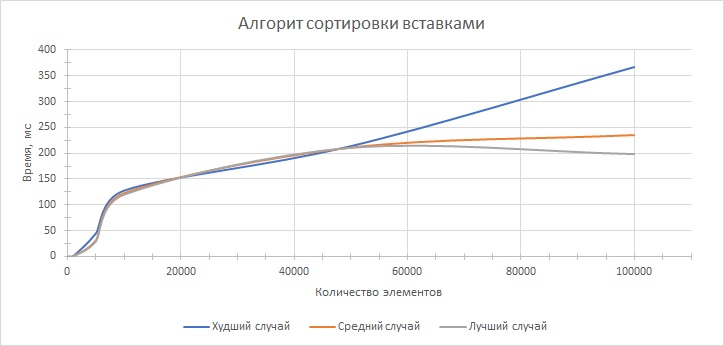 Алгорит сортировки вставками
400
350
300
250
200
150
100
50
0
Время, мс
0 20000 40000 60000 80000 100000
Количество элементов
Худший случай Средний случай Лучший случай